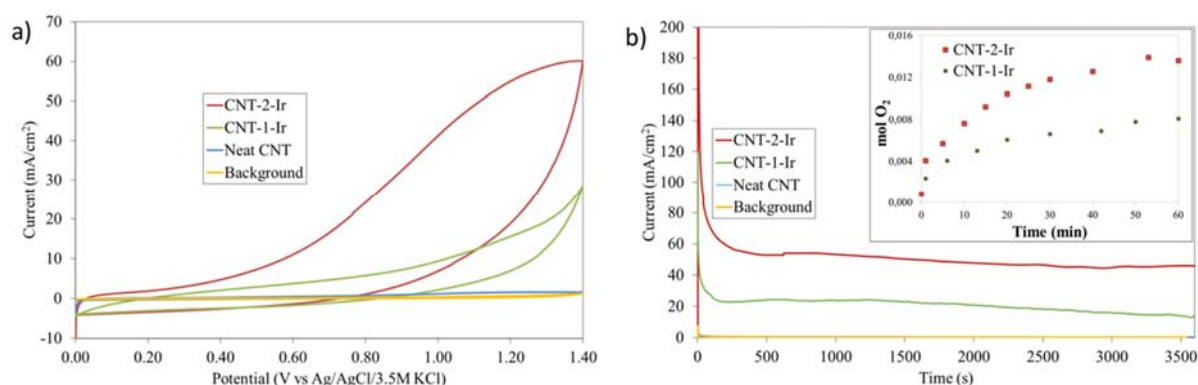 a)
70
60
50
40
30
20
10
0
-10
Current (mA/cm²)
CNT-2-Ir
CNT-1-Ir
Neat CNT
Background
0.00 0.20 0.40 0.60 0.80 1.00 1.20 1.40
Potential (V vs Ag/AgCl/3.5M KCl)
b)
200
180
160
140
120
100
80
60
40
20
0
Current (mA/cm²)
CNT-2-Ir
CNT-1-Ir
Neat CNT
Background
0 500 1000 1500 2000 2500 3000 3500
Time (s)
0,016
0,012
0,008
0,004
0,000
mol O₂
CNT-2-Ir
CNT-1-Ir
0 10 20 30 40 50 60
Time (min)